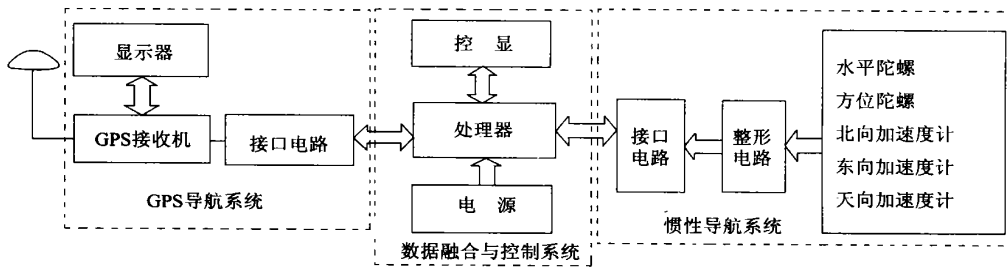 显示器
GPS接收机
接口电路
GPS导航系统
控 显
处理器
电 源
数据融合与控制系统
接口
电路
整形
电路
水平陀螺
方位陀螺
北向加速度计
东向加速度计
天向加速度计
惯性导航系统